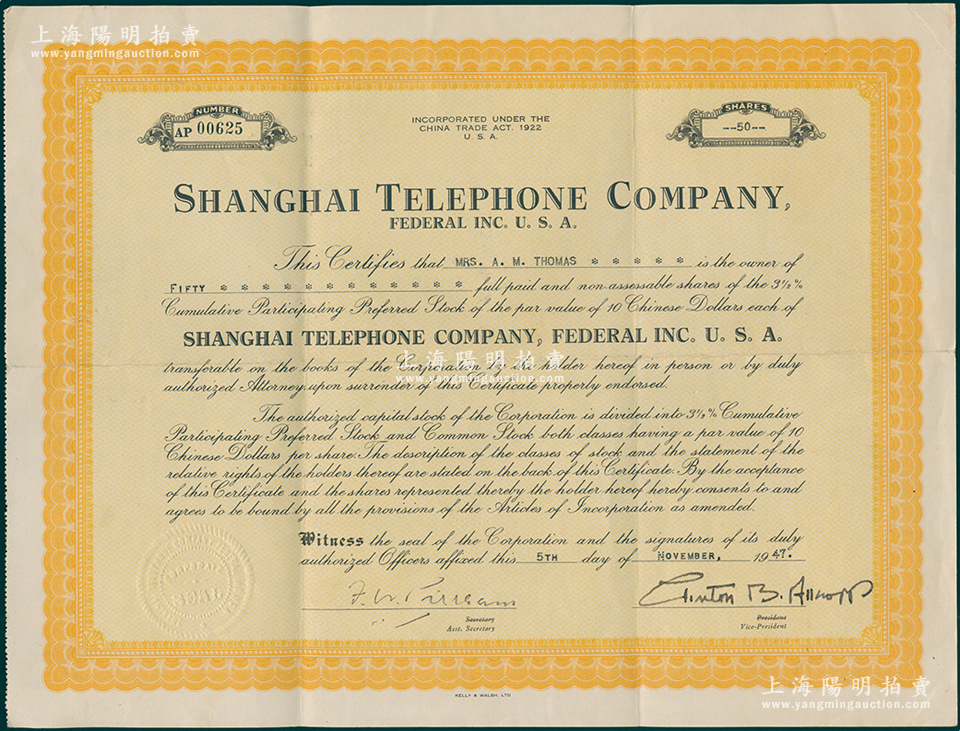 上海陽明拍賣
www.yangmingauction.com
NUMBER
AP 00625
INCORPORATED UNDER THE
CHINA TRADE ACT. 1922
U. S. A.
SHARES
--50--
SHANGHAI TELEPHONE COMPANY,
FEDERAL INC. U. S. A.
This Certifies that MRS. A. M. THOMAS * * * * * is the owner of
FIFTY * * * * * * * * * * * * full paid and non-assessable shares of the 3½%
Cumulative Participating Preferred Stock of the par value of 10 Chinese Dollars each of
SHANGHAI TELEPHONE COMPANY, FEDERAL INC. U. S. A.
transferable on the books of the Corporation by the holder hereof in person or by duly
上海陽明拍賣
www.yangmingauction.com
authorized Attorney upon surrender of this Certificate properly endorsed.
The authorized capital stock of the Corporation is divided into 3½% Cumulative
Participating Preferred Stock and Common Stock both classes having a par value of 10
Chinese Dollars per share. The description of the classes of stock and the statement of the
relative rights of the holders thereof are stated on the back of this Certificate. By the acceptance
of this Certificate and the shares represented thereby the holder hereof hereby consents to and
agrees to be bound by all the provisions of the Articles of Incorporation as amended.
Witness the seal of the Corporation and the signatures of its duly
authorized Officers affixed this 5TH day of NOVEMBER, 1947.
Clinton B.
Secretary
Asst. Secretary
President
Vice-President
KELLY & WALSH, LTD
上海陽明拍賣
www.yangmingauction.com